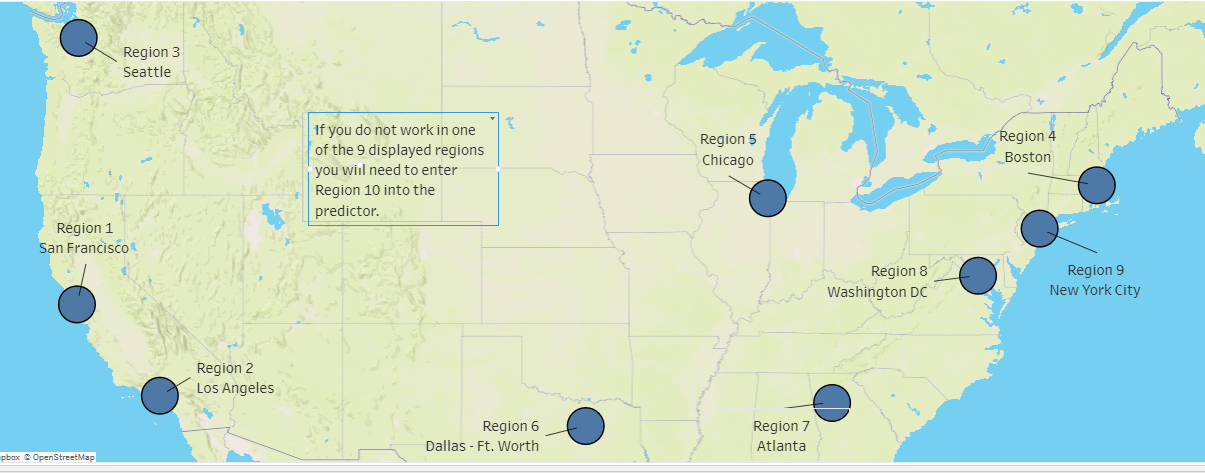 Region 3
Seattle
If you do not work in one
of the 9 displayed regions
you will need to enter
Region 10 into the
predictor.
Region 5
Chicago
Region 4
Boston
Region 1
San Francisco
Region 8
Washington DC
Region 9
New York City
Region 2
Los Angeles
Region 6
Dallas - Ft. Worth
Region 7
Atlanta
pbox © OpenStreetMap